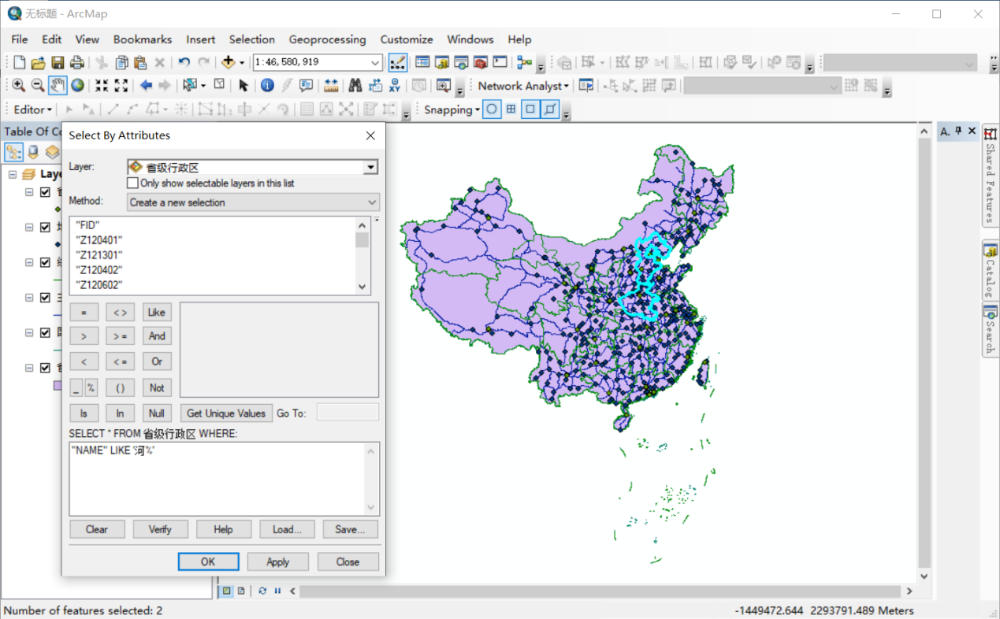 无标题 - ArcMap
File Edit View Bookmarks Insert Selection Geoprocessing Customize Windows Help
1:46,580,919
Network Analyst
Editor
Snapping
Table Of Co
Laye
Select By Attributes
Layer:
省级行政区
Only show selectable layers in this list
Method:
Create a new selection
"FID"
"Z120401"
"Z121301"
"Z120402"
"Z120602"
= < > Like
> > = And
< < = Or
_ % ( ) Not
Is In Null Get Unique Values Go To:
SELECT * FROM 省级行政区 WHERE:
"NAME" LIKE '河%'
Clear Verify Help Load... Save...
OK Apply Close
A.
Shared Features
Catalog
Search
Number of features selected: 2
-1449472.644 2293791.489 Meters